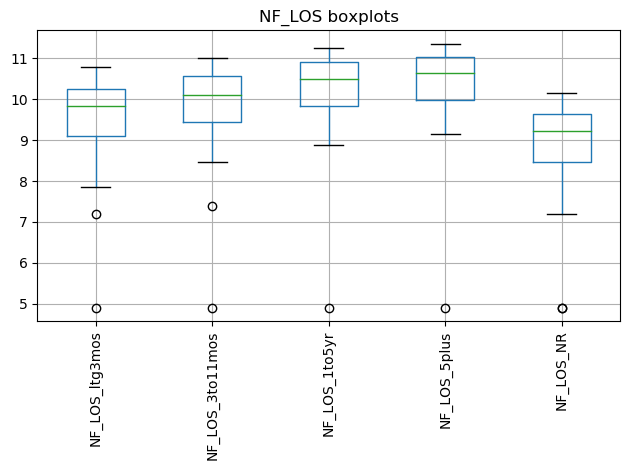 NF_LOS boxplots
11
10
9
8
7
6
5
NF_LOS_ltg3mos
NF_LOS_3to11mos
NF_LOS_1to5yr
NF_LOS_5plus
NF_LOS_NR